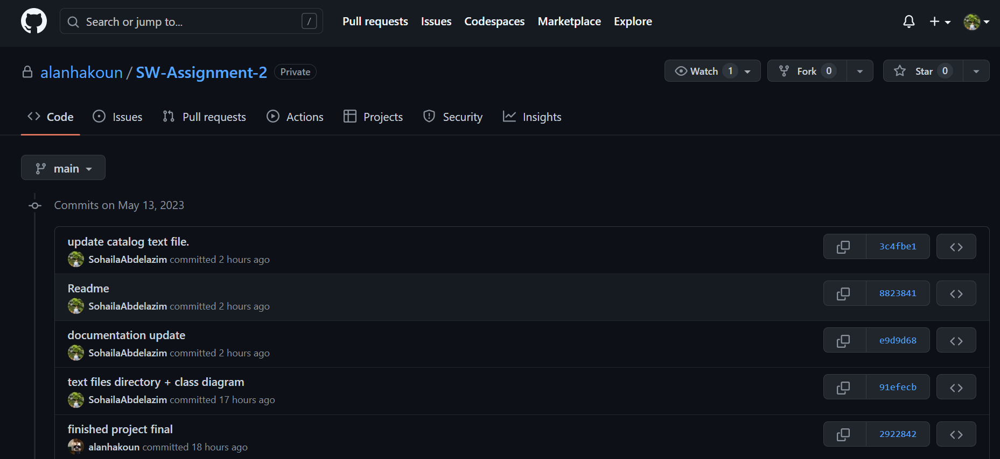 Search or jump to... /
Pull requests Issues Codespaces Marketplace Explore
alanhakoun / SW-Assignment-2 Private
Watch 1 Fork 0 Star 0
Code Issues Pull requests Actions Projects Security Insights
main
Commits on May 13, 2023
update catalog text file.
SohailaAbdelazim committed 2 hours ago
3c4fbe1
Readme
SohailaAbdelazim committed 2 hours ago
8823841
documentation update
SohailaAbdelazim committed 2 hours ago
e9d9d68
text files directory + class diagram
SohailaAbdelazim committed 17 hours ago
91efecb
finished project final
alanhakoun committed 18 hours ago
2922842